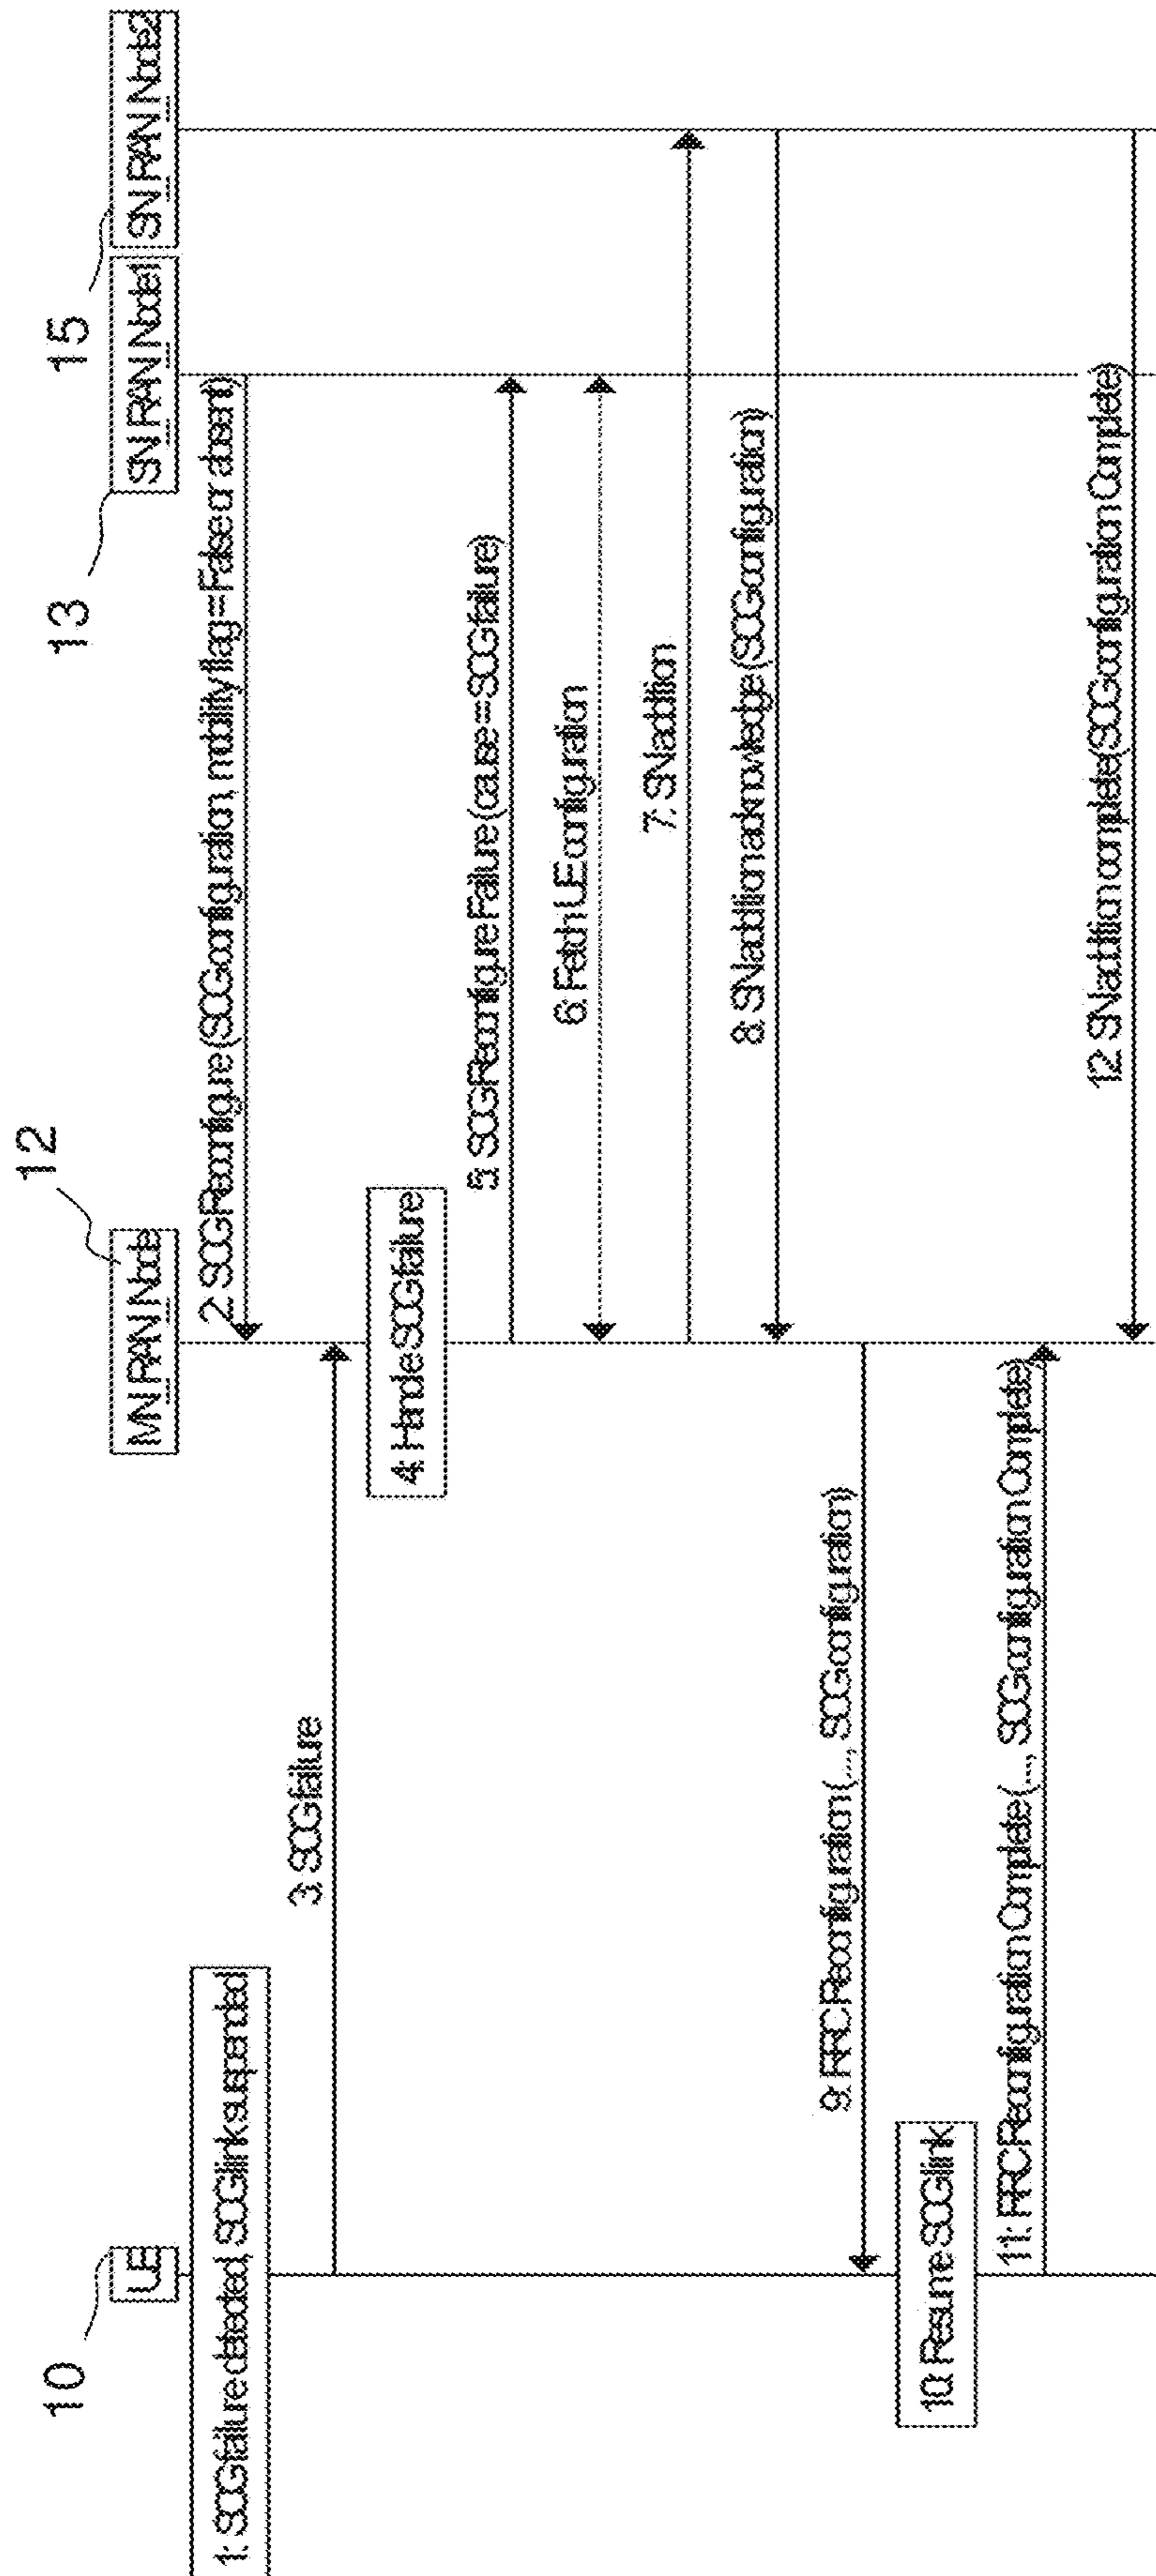 10
12
13
15
UE
MN RAN Node
SN RAN Node1
SN RAN Node2
1: SCG failure detected, SCG link suspended
2: SCG Reconfigure (SCG configuration, mobility flag = False or absent)
3: SCG failure
4: Handle SCG failure
5: SCG Reconfigure Failure (cause = SCG failure)
6: Fetch UE configuration
7: SN addition
8: SN addition acknowledge (SCG configuration)
9: RRC Reconfiguration (..., SCG configuration)
10: Resume SCG link
11: RRC Reconfiguration Complete (..., SCG configuration Complete)
12: SN addition complete (SCG configuration Complete)